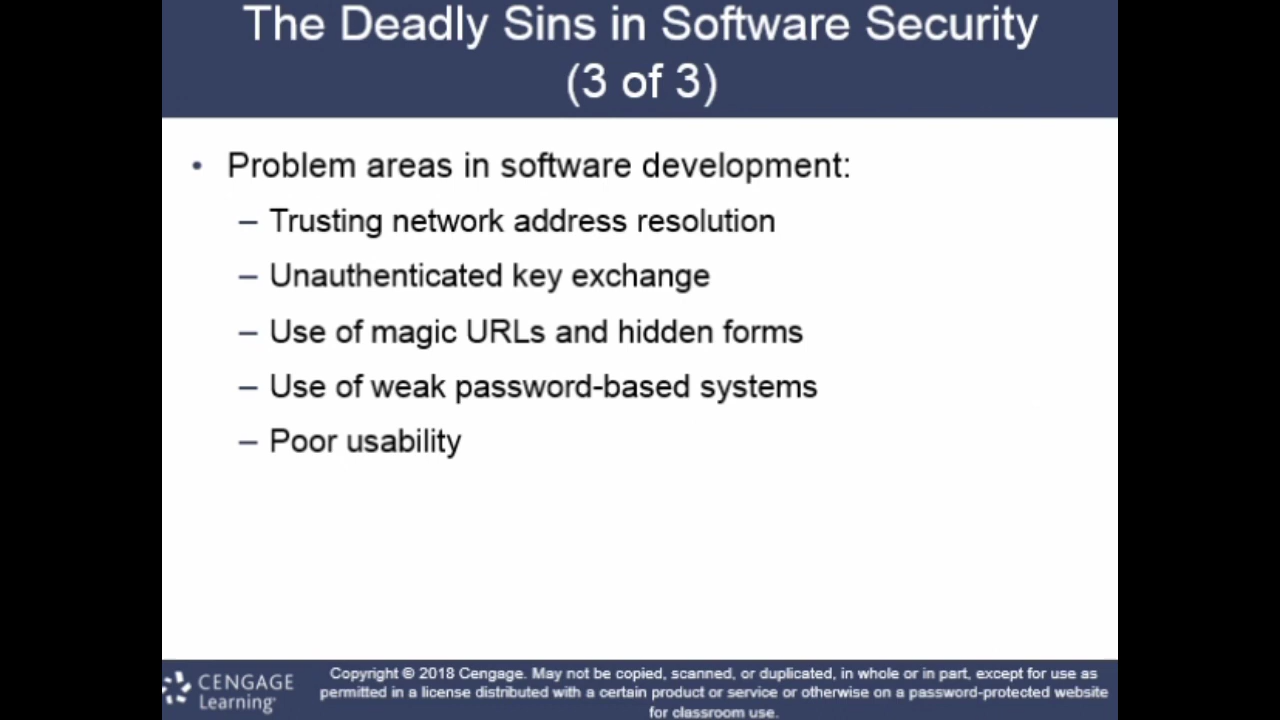 The Deadly Sins in Software Security
(3 of 3)
• Problem areas in software development:
– Trusting network address resolution
– Unauthenticated key exchange
– Use of magic URLs and hidden forms
– Use of weak password-based systems
– Poor usability
CENGAGE
Learning
Copyright © 2018 Cengage. May not be copied, scanned, or duplicated, in whole or in part, except for use as
permitted in a license distributed with a certain product or service or otherwise on a password-protected website
for classroom use.